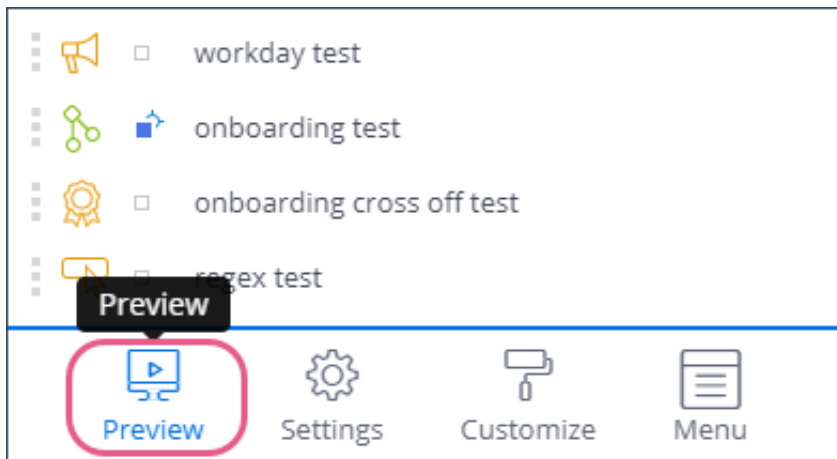 workday test
onboarding test
onboarding cross off test
regex test
Preview
Preview Settings Customize Menu